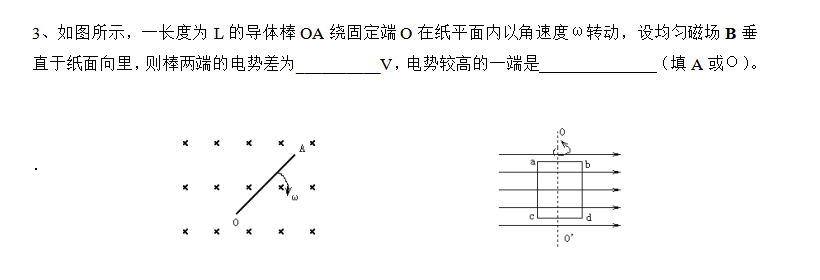 3、如图所示，一长度为 L 的导体棒 OA 绕固定端 O 在纸平面内以角速度ω转动，设均匀磁场 B 垂
直于纸面向里，则棒两端的电势差为__________V，电势较高的一端是______________（填 A 或O）。
A
ω
O
O
a
b
c
d
O'